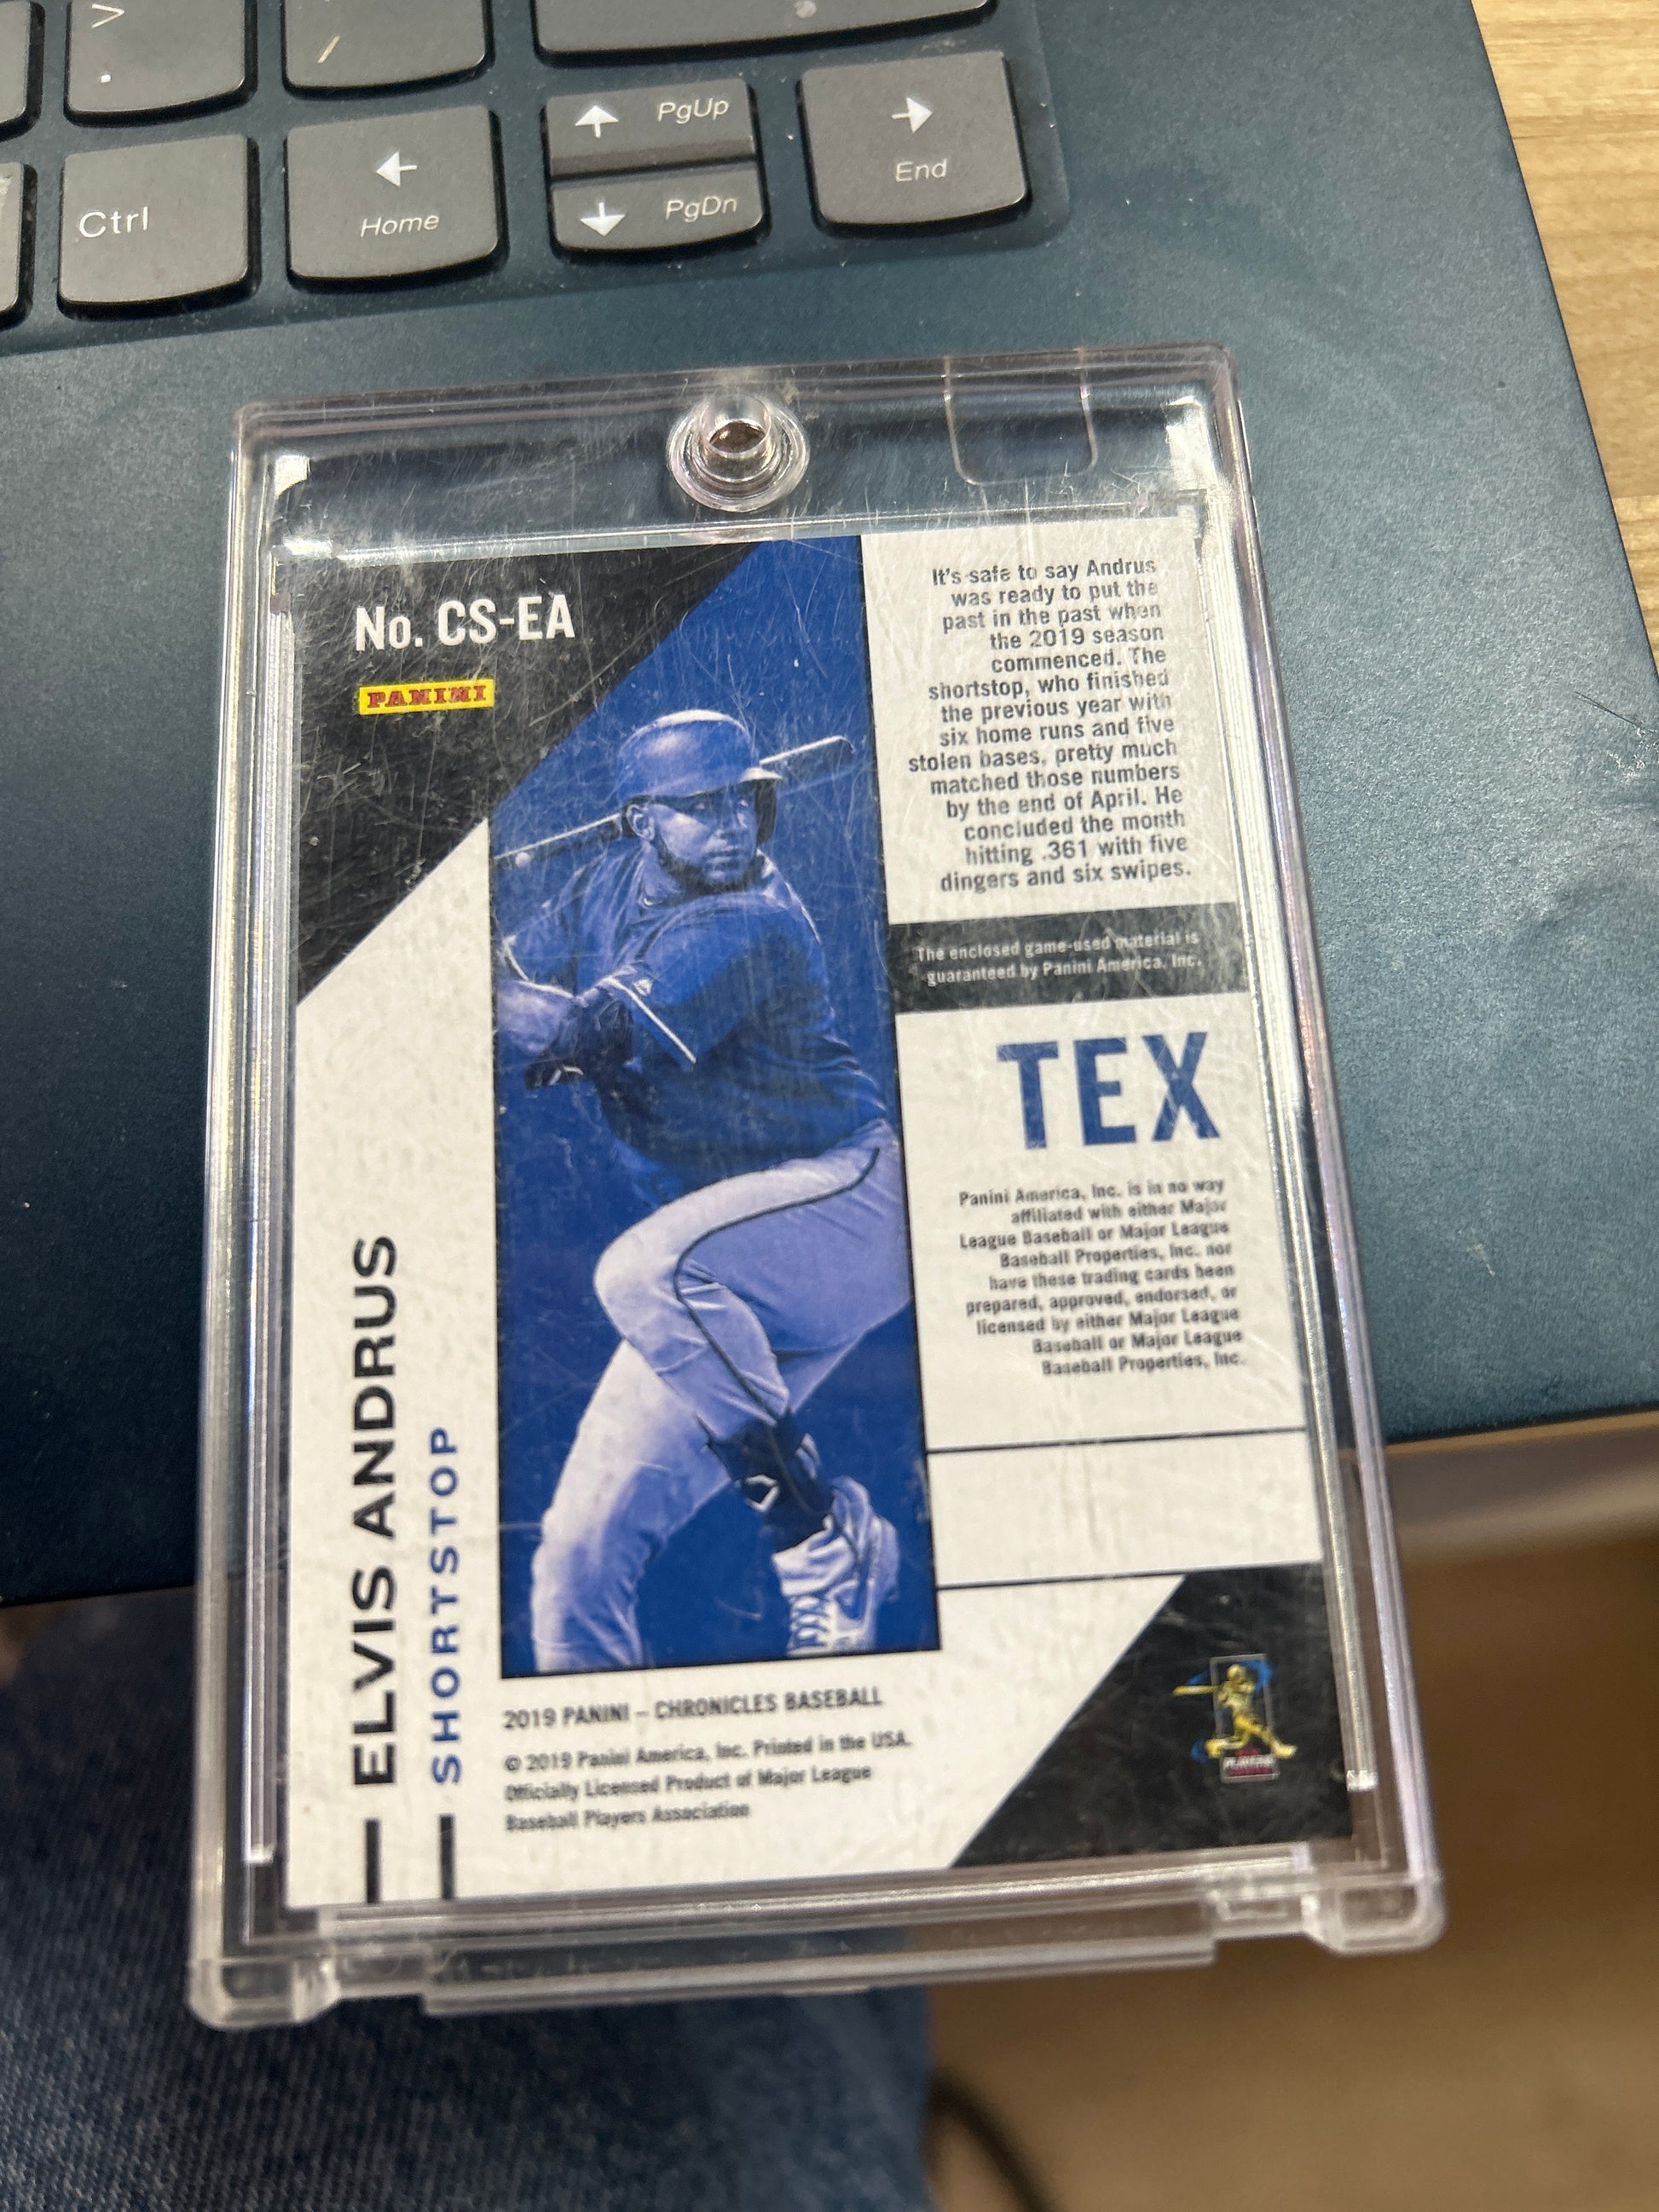 >
.
/
PgUp
End
Ctrl
Home
PgDn
No. CS-EA
PANINI
It's safe to say Andrus
was ready to put the
past in the past when
the 2019 season
commenced. The
shortstop, who finished
the previous year with
six home runs and five
stolen bases, pretty much
matched those numbers
by the end of April. He
concluded the month
hitting .361 with five
dingers and six swipes.
The enclosed game-used material is
guaranteed by Panini America, Inc.
TEX
Panini America, Inc. is in no way
affiliated with either Major
League Baseball or Major League
Baseball Properties, Inc. nor
have these trading cards been
prepared, approved, endorsed, or
licensed by either Major League
Baseball or Major League
Baseball Properties, Inc.
ELVIS ANDRUS
SHORTSTOP
2019 PANINI – CHRONICLES BASEBALL
© 2019 Panini America, Inc. Printed in the USA.
Officially Licensed Product of Major League
Baseball Players Association